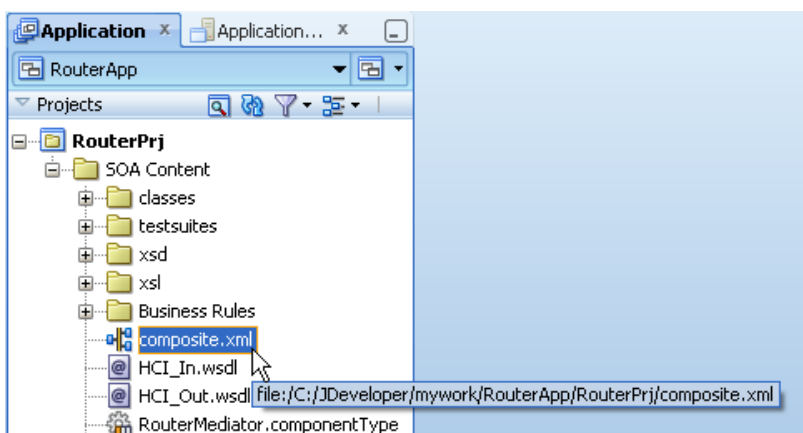 Application x Application... x
RouterApp
Projects
RouterPrj
SOA Content
classes
testsuites
xsd
xsl
Business Rules
composite.xml
HCI_In.wsdl
HCI_Out.wsdl file:/C:/JDeveloper/mywork/RouterApp/RouterPrj/composite.xml
RouterMediator.componentType